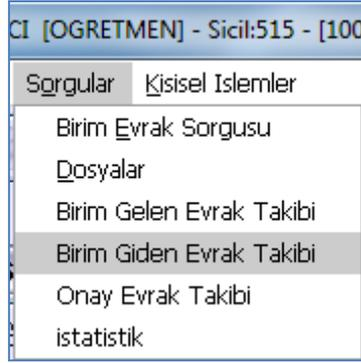 CI [OGRETMEN] - Sicil:515 - [100
Sorgular Kisisel Islemler
Birim Evrak Sorgusu
Dosyalar
Birim Gelen Evrak Takibi
Birim Giden Evrak Takibi
Onay Evrak Takibi
istatistik